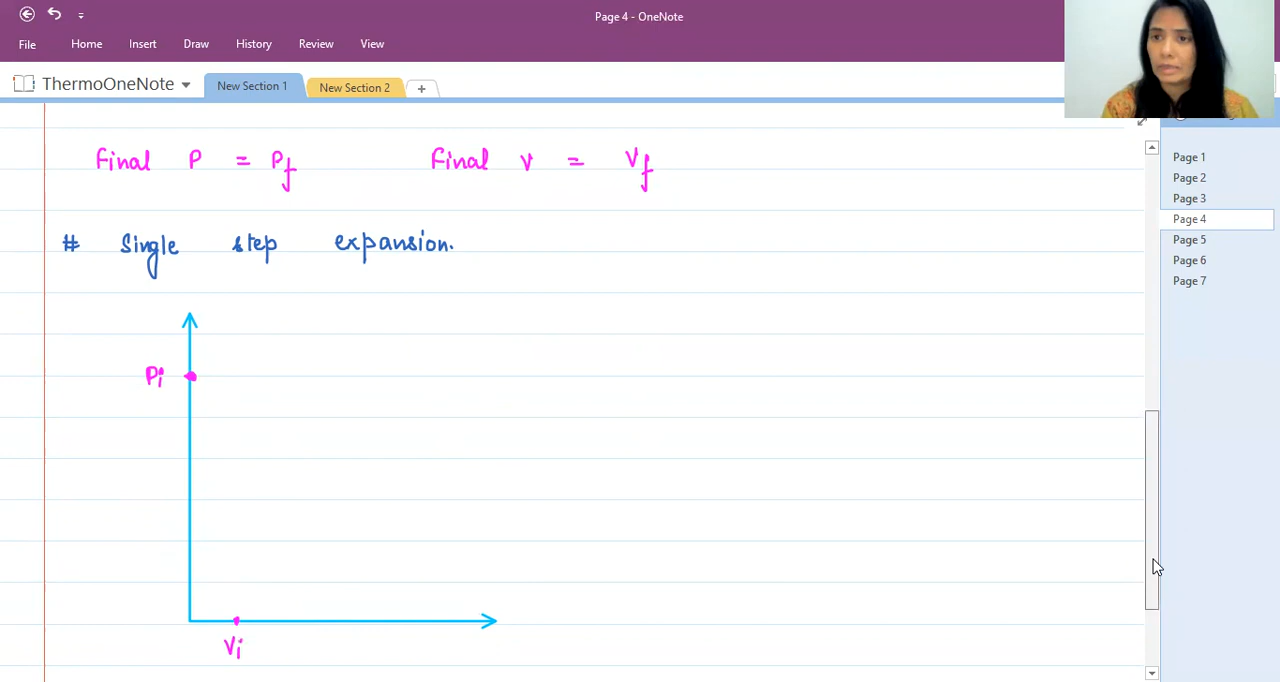 Page 4 - OneNote
File Home Insert Draw History Review View
ThermoOneNote New Section 1 New Section 2 +
Final P = Pf Final v = Vf
# Single step expansion.
Pi
Vi
Page 1
Page 2
Page 3
Page 4
Page 5
Page 6
Page 7